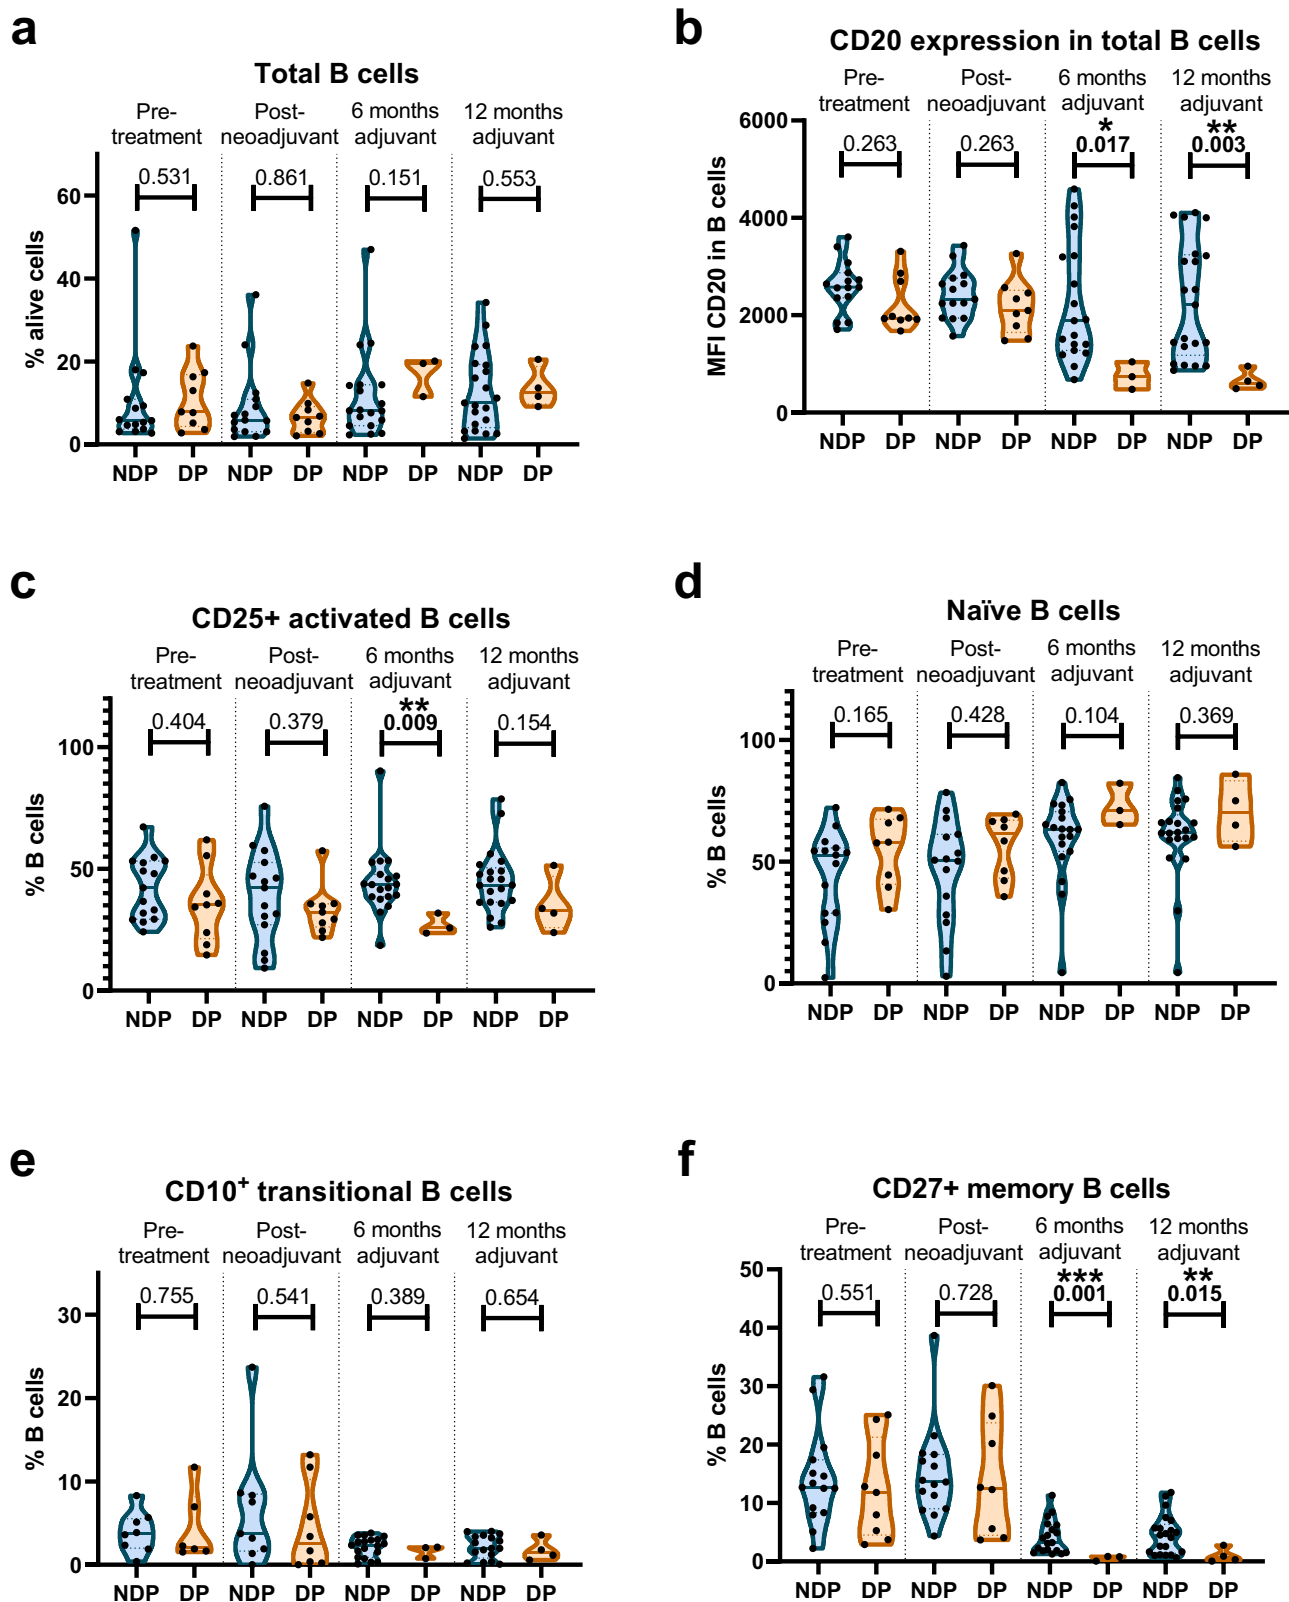 a
Total B cells
Pre-
treatment
Post-
neoadjuvant
6 months
adjuvant
12 months
adjuvant
0.531
0.861
0.151
0.553
% alive cells
60
40
20
0
NDP DP NDP DP NDP DP NDP DP
b
CD20 expression in total B cells
Pre-
treatment
Post-
neoadjuvant
6 months
adjuvant
12 months
adjuvant
0.263
0.263
*
0.017
**
0.003
MFI CD20 in B cells
6000
4000
2000
0
NDP DP NDP DP NDP DP NDP DP
c
CD25+ activated B cells
Pre-
treatment
Post-
neoadjuvant
6 months
adjuvant
12 months
adjuvant
0.404
0.379
**
0.009
0.154
% B cells
100
50
0
NDP DP NDP DP NDP DP NDP DP
d
Naïve B cells
Pre-
treatment
Post-
neoadjuvant
6 months
adjuvant
12 months
adjuvant
0.165
0.428
0.104
0.369
% B cells
100
50
0
NDP DP NDP DP NDP DP NDP DP
e
CD10⁺ transitional B cells
Pre-
treatment
Post-
neoadjuvant
6 months
adjuvant
12 months
adjuvant
0.755
0.541
0.389
0.654
% B cells
30
20
10
0
NDP DP NDP DP NDP DP NDP DP
f
CD27+ memory B cells
Pre-
treatment
Post-
neoadjuvant
6 months
adjuvant
12 months
adjuvant
0.551
0.728
***
0.001
**
0.015
% B cells
50
40
30
20
10
0
NDP DP NDP DP NDP DP NDP DP